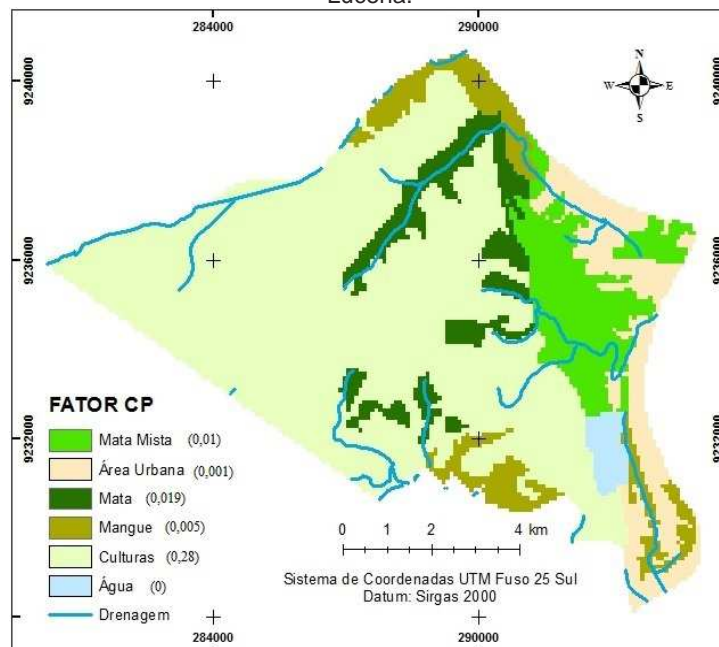 Lucena.
284000
290000
N
W E
S
9240000
9240000
9236000
9236000
9232000
9232000
FATOR CP
Mata Mista (0,01)
Área Urbana (0,001)
Mata (0,019)
Mangue (0,005)
Culturas (0,28)
Água (0)
Drenagem
0 1 2 4 km
Sistema de Coordenadas UTM Fuso 25 Sul
Datum: Sirgas 2000
284000
290000